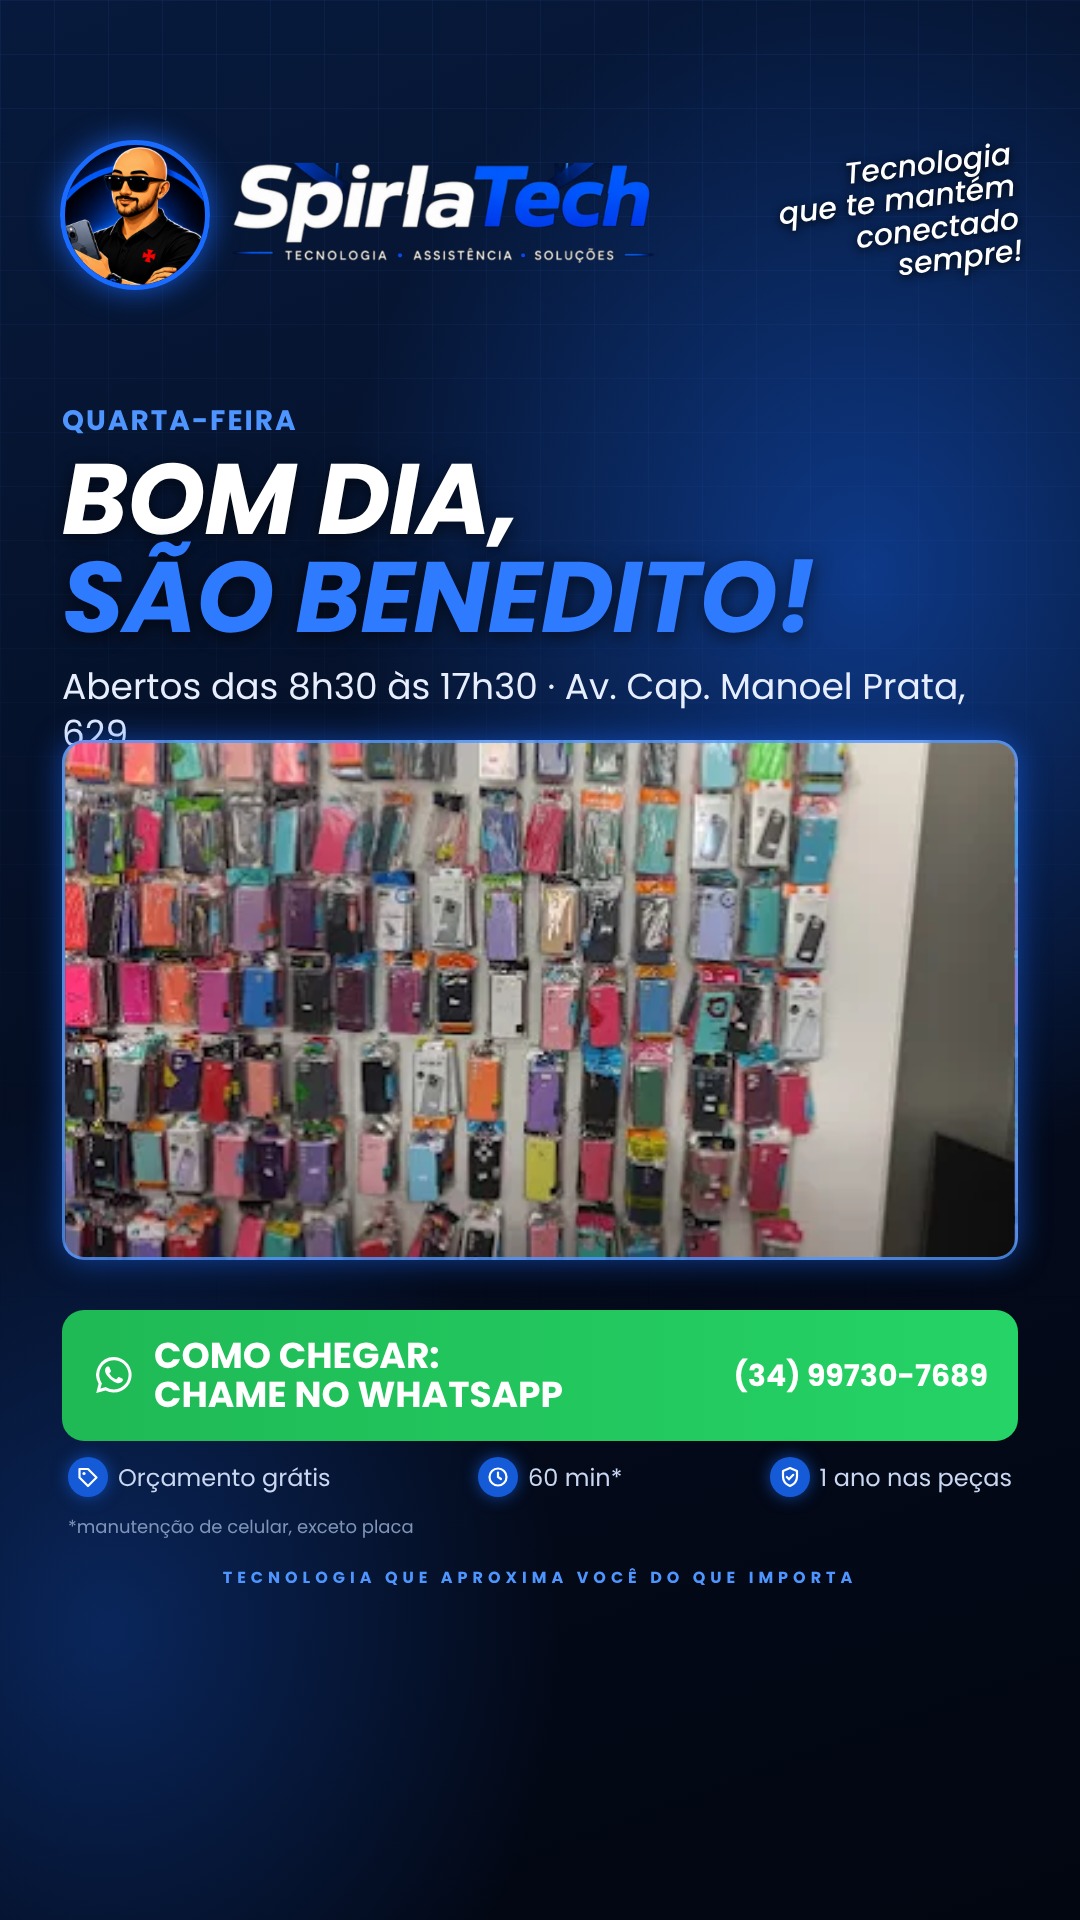 SpirlaTech
TECNOLOGIA • ASSISTÊNCIA • SOLUÇÕES
Tecnologia
que te mantém
conectado
sempre!
QUARTA-FEIRA
BOM DIA,
SÃO BENEDITO!
Abertos das 8h30 às 17h30 · Av. Cap. Manoel Prata,
629
COMO CHEGAR:
CHAME NO WHATSAPP
(34) 99730-7689
Orçamento grátis
60 min*
1 ano nas peças
*manutenção de celular, exceto placa
TECNOLOGIA QUE APROXIMA VOCÊ DO QUE IMPORTA